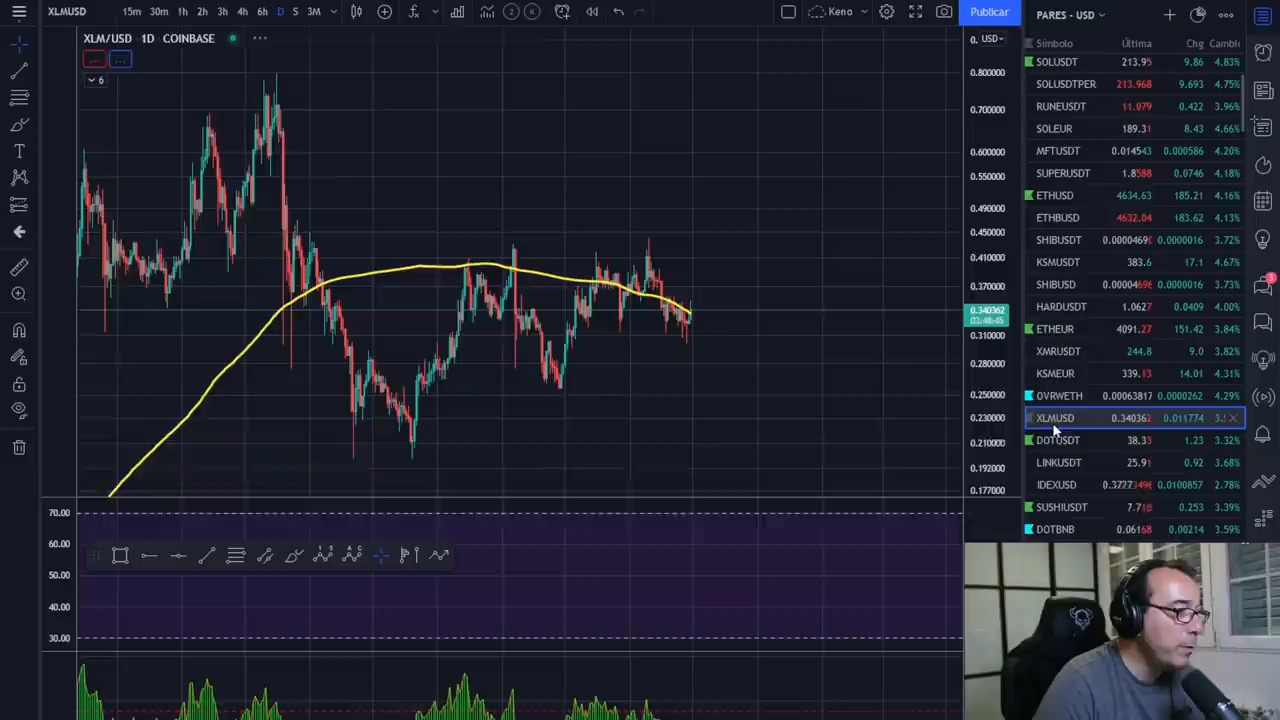 XLMUSD 15m 30m 1h 2h 3h 4h 6h D S 3M Keno Publicar
PARES - USD
XLM/USD 1D COINBASE
USD
6
0.800000
0.700000
0.600000
0.550000
0.490000
0.450000
0.410000
0.370000
0.340362
03:48:45
0.310000
0.280000
0.250000
0.230000
0.210000
0.192000
0.177000
70.00
60.00
50.00
40.00
30.00
Símbolo Última Chg Cambi
SOLUSDT 213.95 9.86 4.83%
SOLUSDTPER 213.968 9.693 4.75%
RUNEUSDT 11.079 0.422 3.96%
SOLEUR 189.31 8.43 4.66%
MFTUSDT 0.014543 0.000586 4.20%
SUPERUSDT 1.8588 0.0746 4.18%
ETHUSD 4634.63 185.21 4.16%
ETHBUSD 4632.04 183.62 4.13%
SHIBUSDT 0.0000469 0.0000016 3.72%
KSMUSDT 383.6 17.1 4.67%
SHIBUSD 0.0000469 0.0000016 3.73%
HARDUSDT 1.0627 0.0409 4.00%
ETHEUR 4091.27 151.42 3.84%
XMRUSDT 244.8 9.0 3.82%
KSMEUR 339.13 14.01 4.31%
OVRWETH 0.00063817 0.0000262 4.29%
XLMUSD 0.340362 0.011774 3.
DOTUSDT 38.33 1.23 3.32%
LINKUSDT 25.91 0.92 3.68%
IDEXUSD 0.3777 0.0100857 2.78%
SUSHIUSDT 7.718 0.253 3.39%
DOTBNB 0.06168 0.00214 3.59%
3